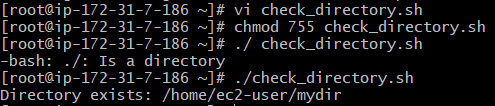 [root@ip-172-31-7-186 ~]# vi check_directory.sh
[root@ip-172-31-7-186 ~]# chmod 755 check_directory.sh
[root@ip-172-31-7-186 ~]# ./ check_directory.sh
-bash: ./: Is a directory
[root@ip-172-31-7-186 ~]# ./check_directory.sh
Directory exists: /home/ec2-user/mydir